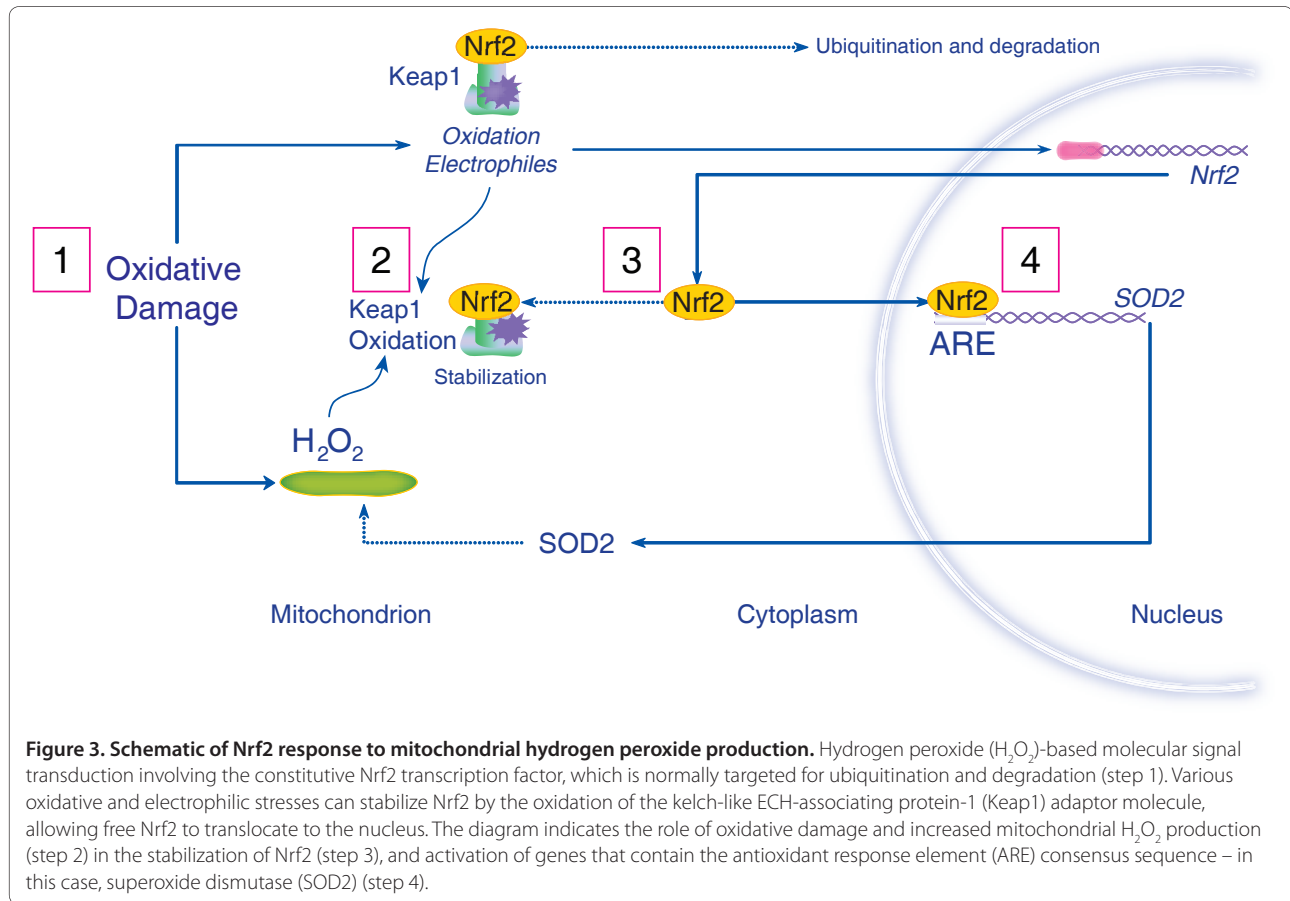 Nrf2
Ubiquitination and degradation
Keap1
Oxidation
Electrophiles
Nrf2
1
Oxidative
Damage
2
3
4
Keap1
Oxidation
Nrf2
Stabilization
Nrf2
Nrf2
SOD2
ARE
H₂O₂
SOD2
Mitochondrion
Cytoplasm
Nucleus
Figure 3. Schematic of Nrf2 response to mitochondrial hydrogen peroxide production. Hydrogen peroxide (H₂O₂)-based molecular signal
transduction involving the constitutive Nrf2 transcription factor, which is normally targeted for ubiquitination and degradation (step 1). Various
oxidative and electrophilic stresses can stabilize Nrf2 by the oxidation of the kelch-like ECH-associating protein-1 (Keap1) adaptor molecule,
allowing free Nrf2 to translocate to the nucleus. The diagram indicates the role of oxidative damage and increased mitochondrial H₂O₂ production
(step 2) in the stabilization of Nrf2 (step 3), and activation of genes that contain the antioxidant response element (ARE) consensus sequence – in
this case, superoxide dismutase (SOD2) (step 4).